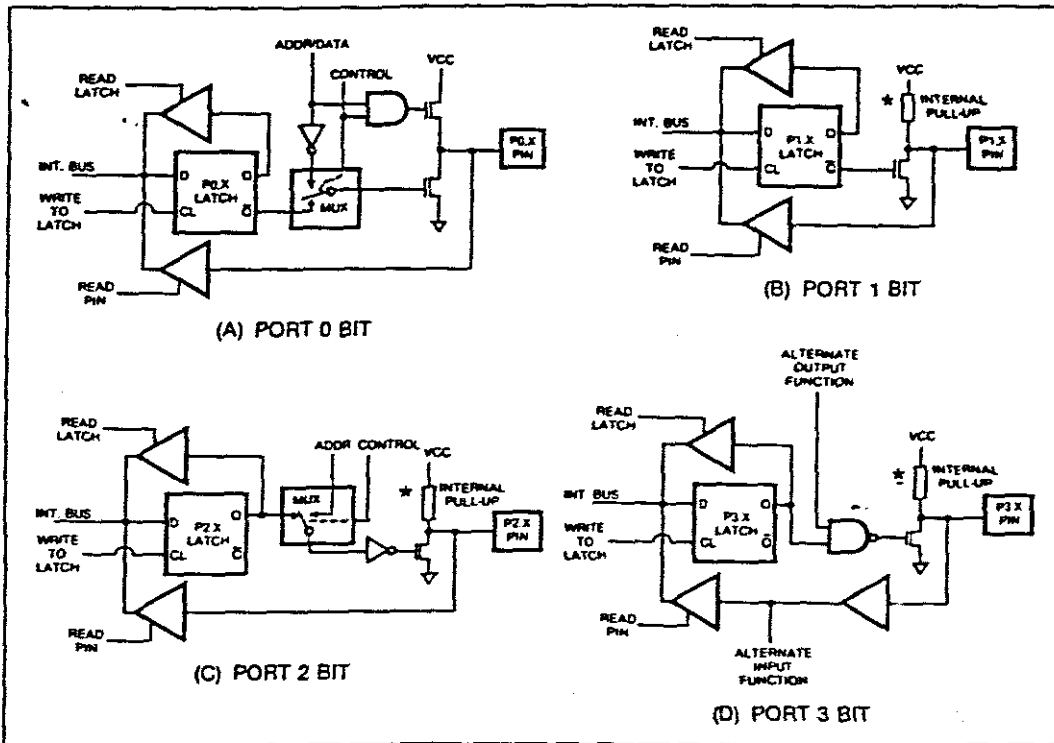 ADDR/DATA
CONTROL
VCC
READ
LATCH
INT. BUS
WRITE
TO
LATCH
D
Q
P0.X
LATCH
CL
Q̅
MUX
P0.X
PIN
READ
PIN
(A) PORT 0 BIT
READ
LATCH
VCC
*
INTERNAL
PULL-UP
INT. BUS
WRITE
TO
LATCH
D
Q
P1.X
LATCH
CL
Q̅
P1.X
PIN
READ
PIN
(B) PORT 1 BIT
READ
LATCH
ADDR CONTROL
VCC
*
INTERNAL
PULL-UP
MUX
INT. BUS
WRITE
TO
LATCH
D
Q
P2.X
LATCH
CL
Q̅
P2.X
PIN
READ
PIN
(C) PORT 2 BIT
ALTERNATE
OUTPUT
FUNCTION
READ
LATCH
VCC
*
INTERNAL
PULL-UP
INT BUS
WRITE
TO
LATCH
D
Q
P3.X
LATCH
CL
Q̅
P3.X
PIN
READ
PIN
ALTERNATE
INPUT
FUNCTION
(D) PORT 3 BIT